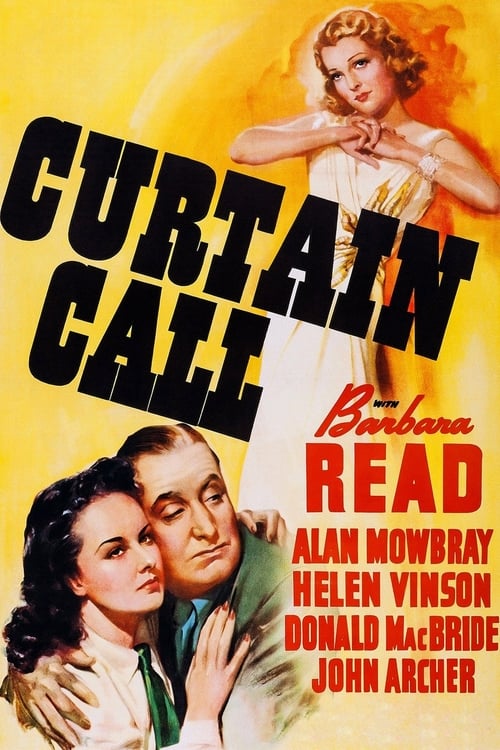 CURTAIN
CALL
WITH
Barbara
READ
ALAN MOWBRAY
HELEN VINSON
DONALD MacBRIDE
JOHN ARCHER